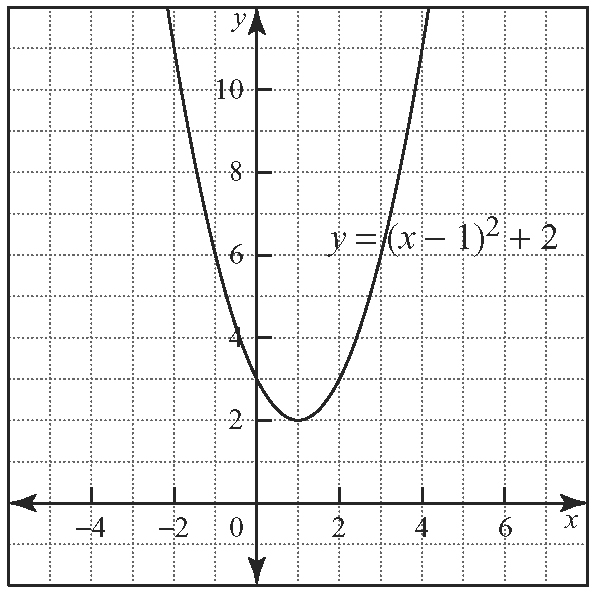 y
10
8
y = (x – 1)² + 2
6
4
2
–4 –2 0 2 4 6 x